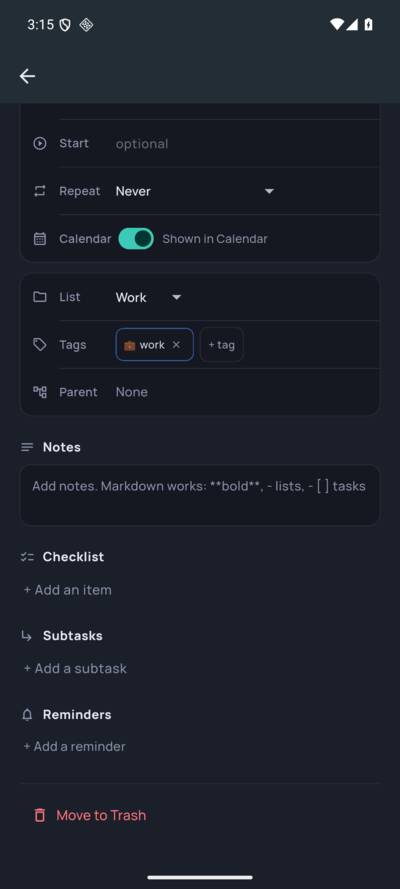 3:15
Start optional
Repeat Never
Calendar Shown in Calendar
List Work
Tags work × + tag
Parent None
Notes
Add notes. Markdown works: **bold**, - lists, - [ ] tasks
Checklist
+ Add an item
Subtasks
+ Add a subtask
Reminders
+ Add a reminder
Move to Trash